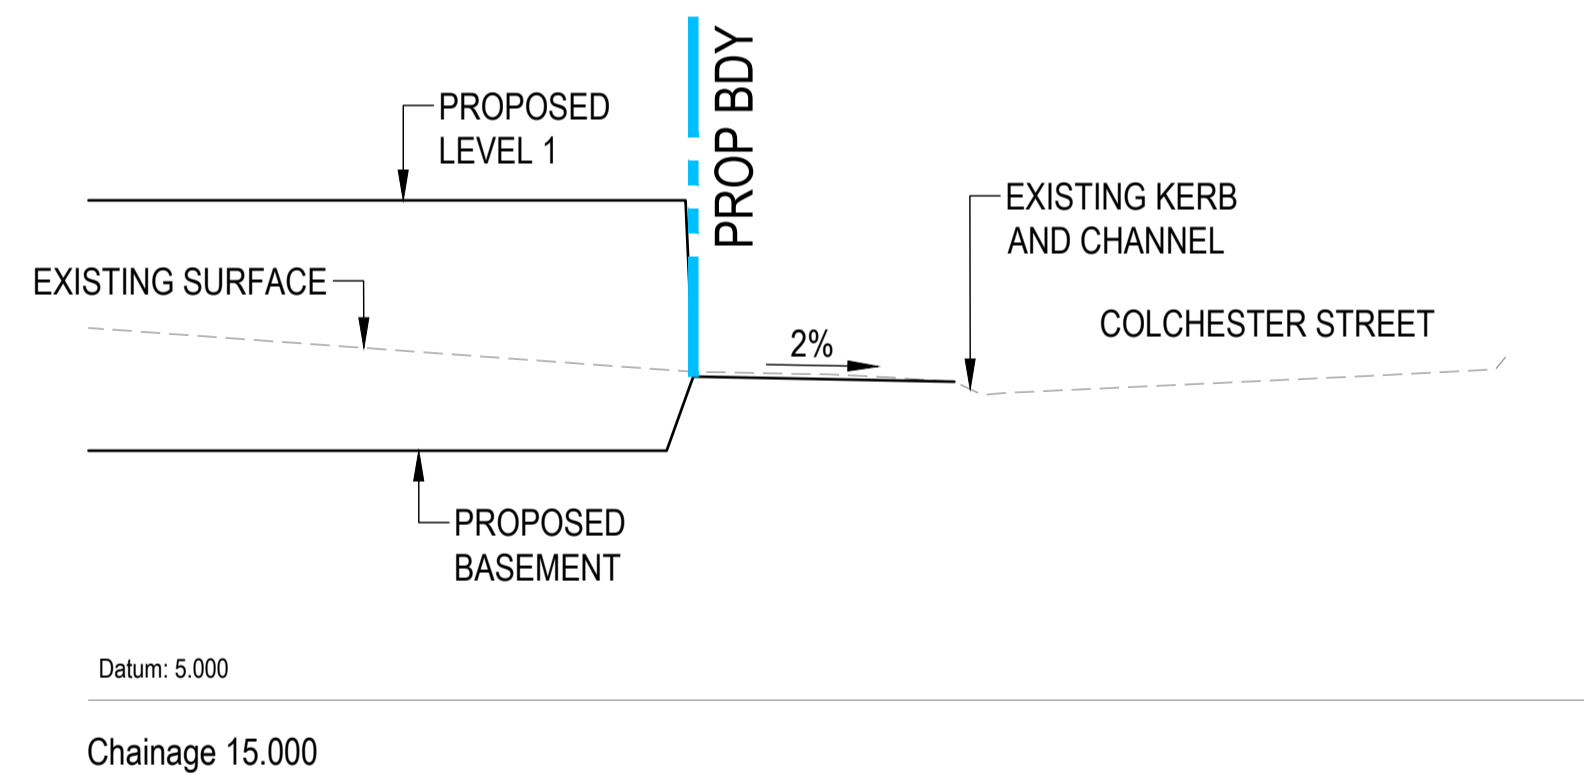 PROP BDY
PROPOSED
LEVEL 1
EXISTING KERB
AND CHANNEL
EXISTING SURFACE
COLCHESTER STREET
2%
PROPOSED
BASEMENT
Datum: 5.000
Chainage 15.000